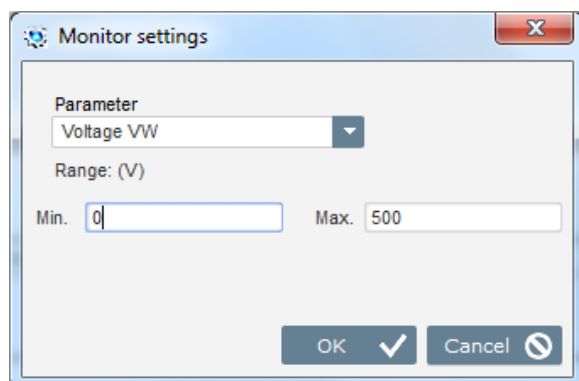 Monitor settings
Parameter
Voltage VW
Range: (V)
Min. 0 Max. 500
OK Cancel